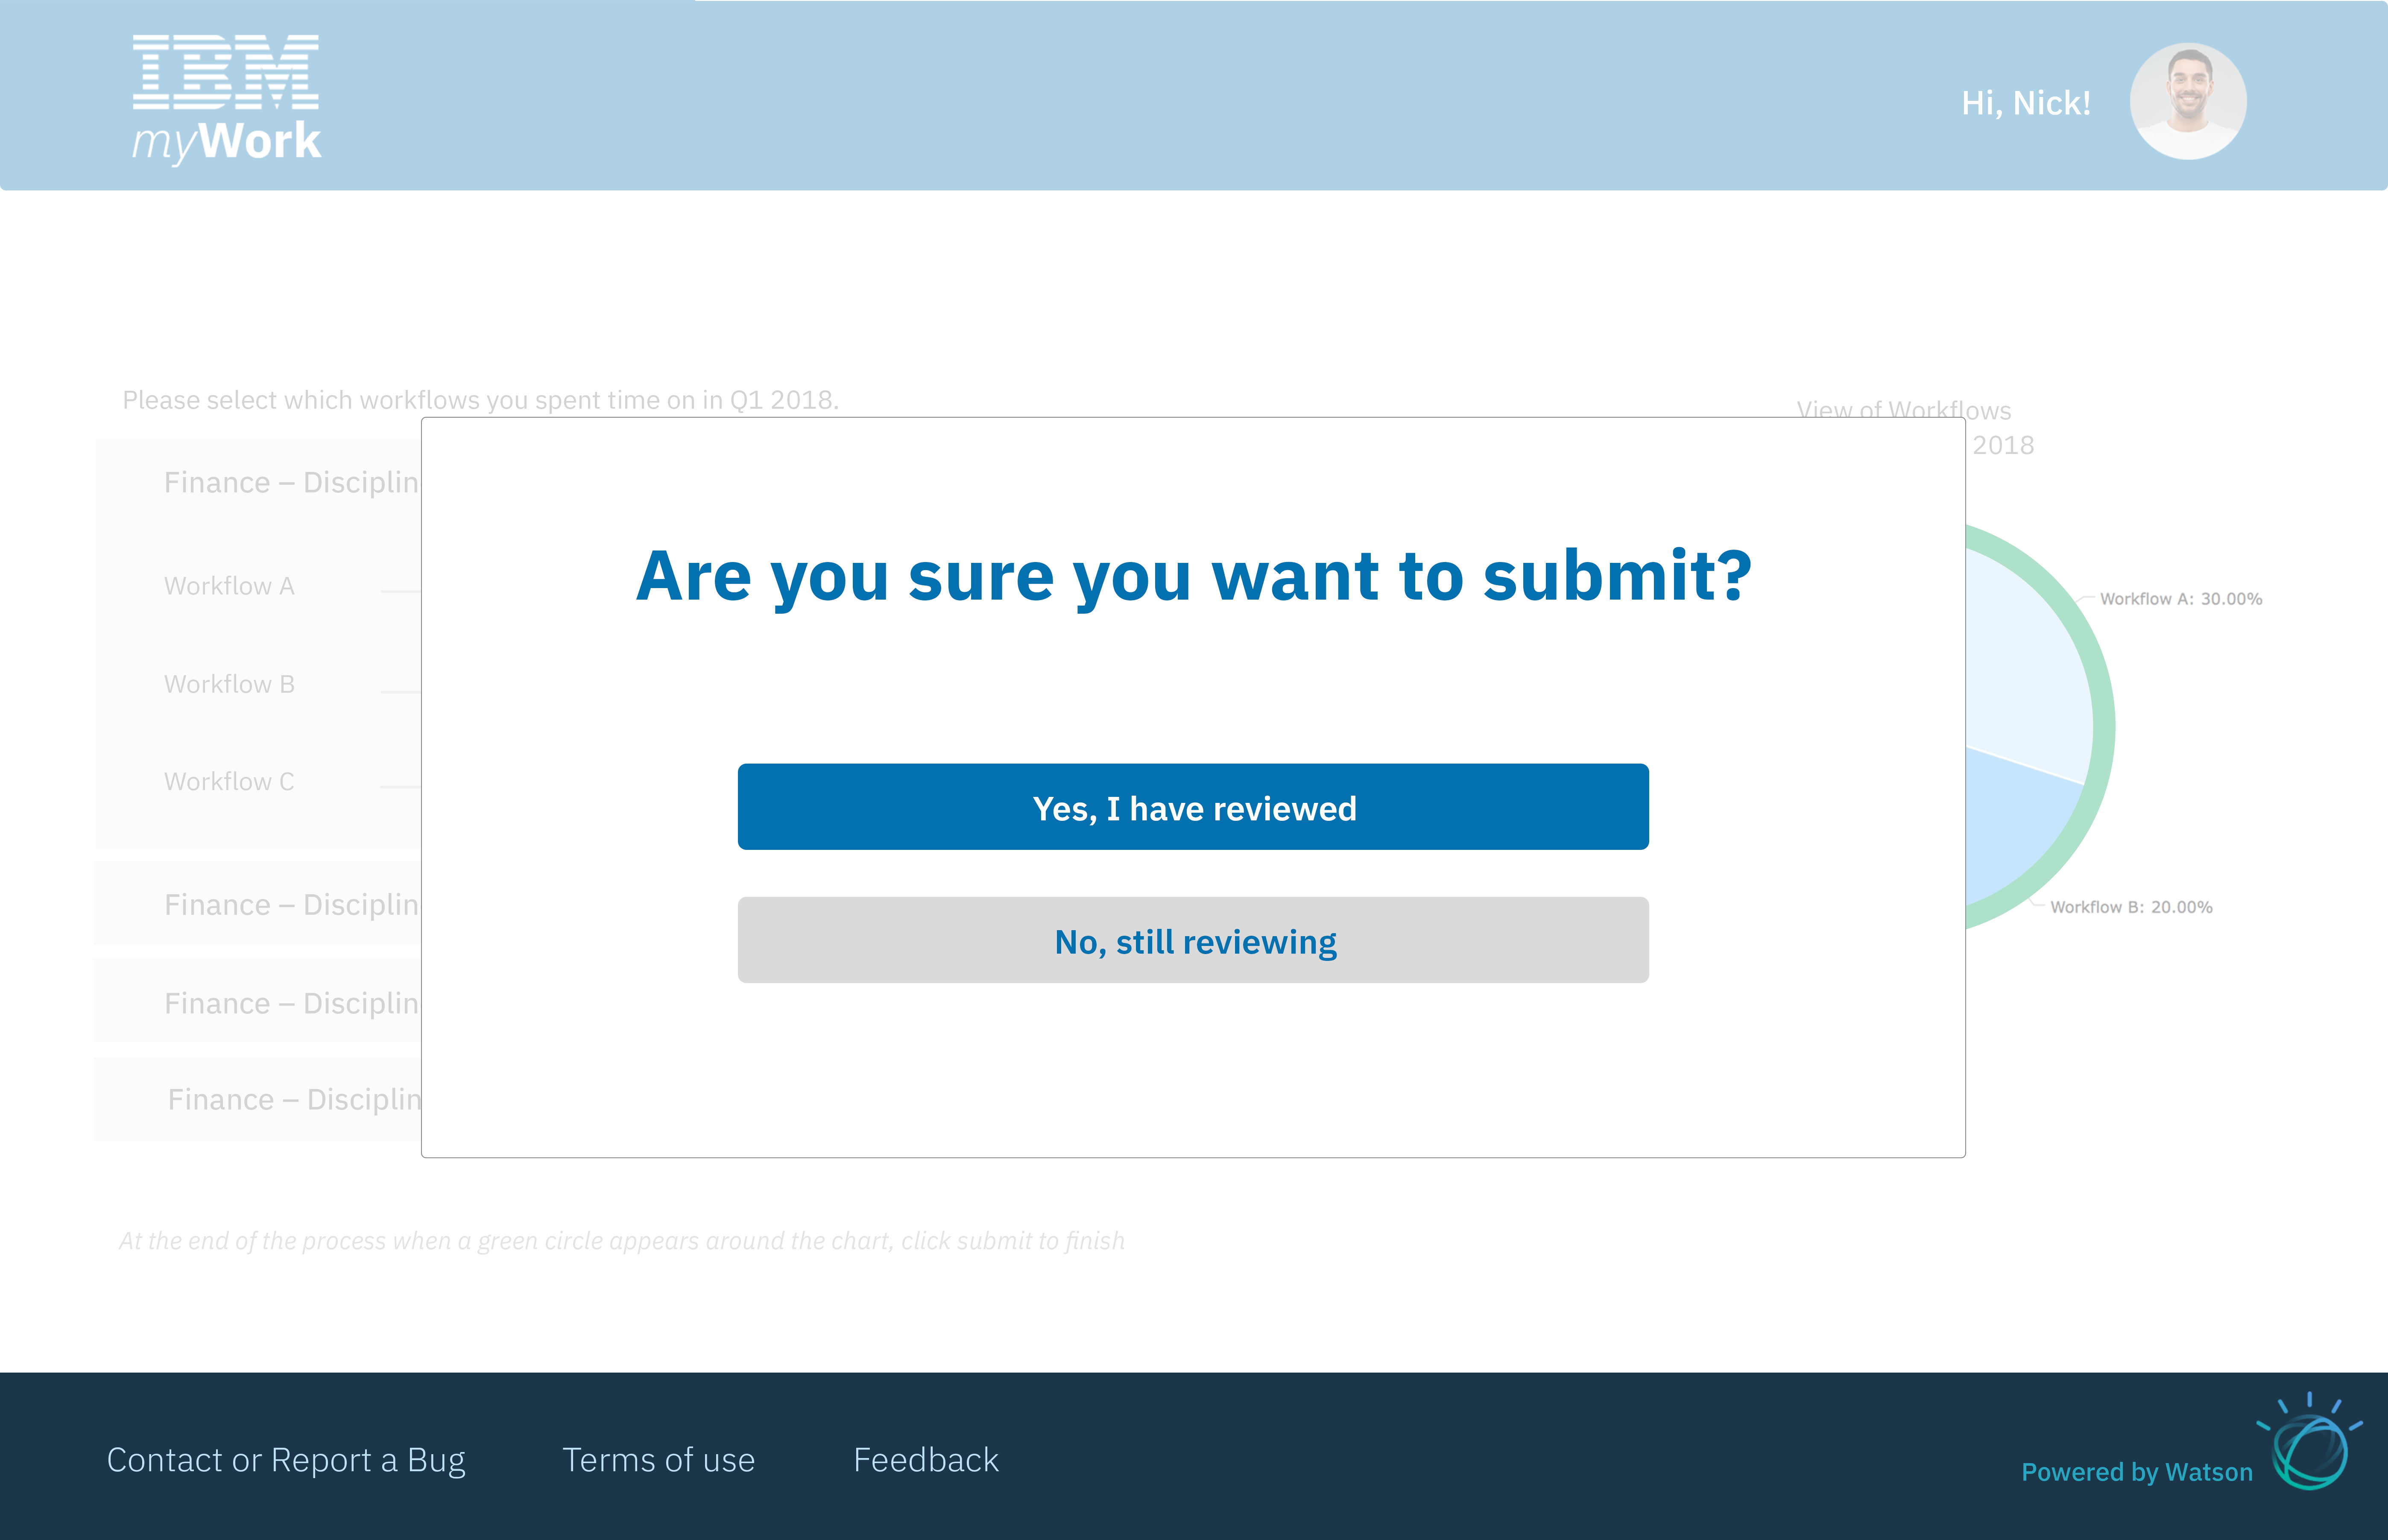 IBM
myWork
Hi, Nick!
Please select which workflows you spent time on in Q1 2018.
View of Workflows
2018
Finance – Disciplin
Workflow A
Workflow B
Workflow C
Finance – Disciplin
Finance – Disciplin
Finance – Disciplin
Are you sure you want to submit?
Yes, I have reviewed
No, still reviewing
Workflow A: 30.00%
Workflow B: 20.00%
At the end of the process when a green circle appears around the chart, click submit to finish
Contact or Report a Bug
Terms of use
Feedback
Powered by Watson